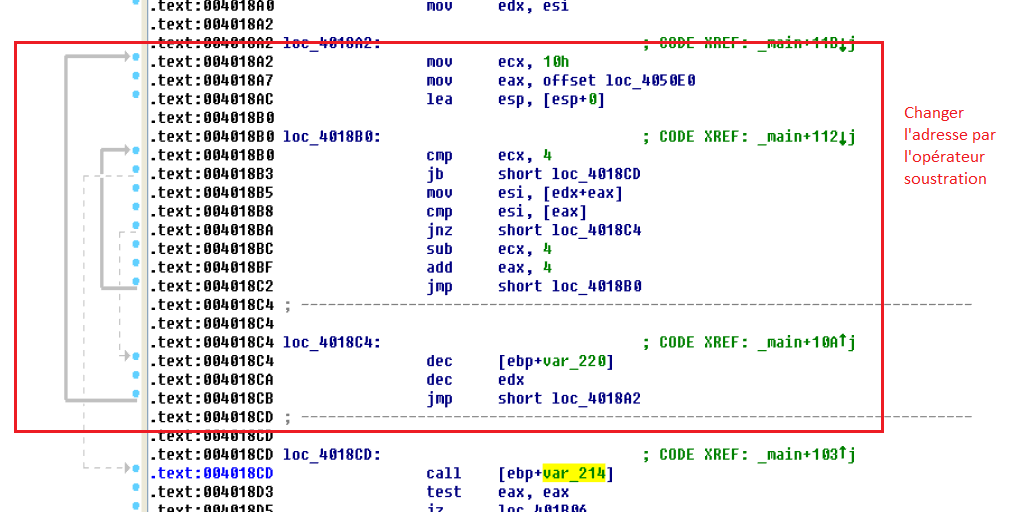 .text:004018A0 mov edx, esi
.text:004018A2
.text:004018A2 loc_4018A2: ; CODE XREF: _main+11B↓j
.text:004018A2 mov ecx, 10h
.text:004018A7 mov eax, offset loc_4050E0
.text:004018AC lea esp, [esp+0]
.text:004018B0
.text:004018B0 loc_4018B0: ; CODE XREF: _main+112↓j
.text:004018B0 cmp ecx, 4
.text:004018B3 jb short loc_4018CD
.text:004018B5 mov esi, [edx+eax]
.text:004018B8 cmp esi, [eax]
.text:004018BA jnz short loc_4018C4
.text:004018BC sub ecx, 4
.text:004018BF add eax, 4
.text:004018C2 jmp short loc_4018B0
.text:004018C4 ; ---------------------------------------------------------------------------
.text:004018C4
.text:004018C4 loc_4018C4: ; CODE XREF: _main+10A↑j
.text:004018C4 dec [ebp+var_220]
.text:004018CA dec edx
.text:004018CB jmp short loc_4018A2
.text:004018CD ; ---------------------------------------------------------------------------
.text:004018CD
.text:004018CD loc_4018CD: ; CODE XREF: _main+103↑j
.text:004018CD call [ebp+var_214]
.text:004018D3 test eax, eax
.text:004018D5 jz loc_401B06
Changer
l'adresse par
l'opérateur
soustration